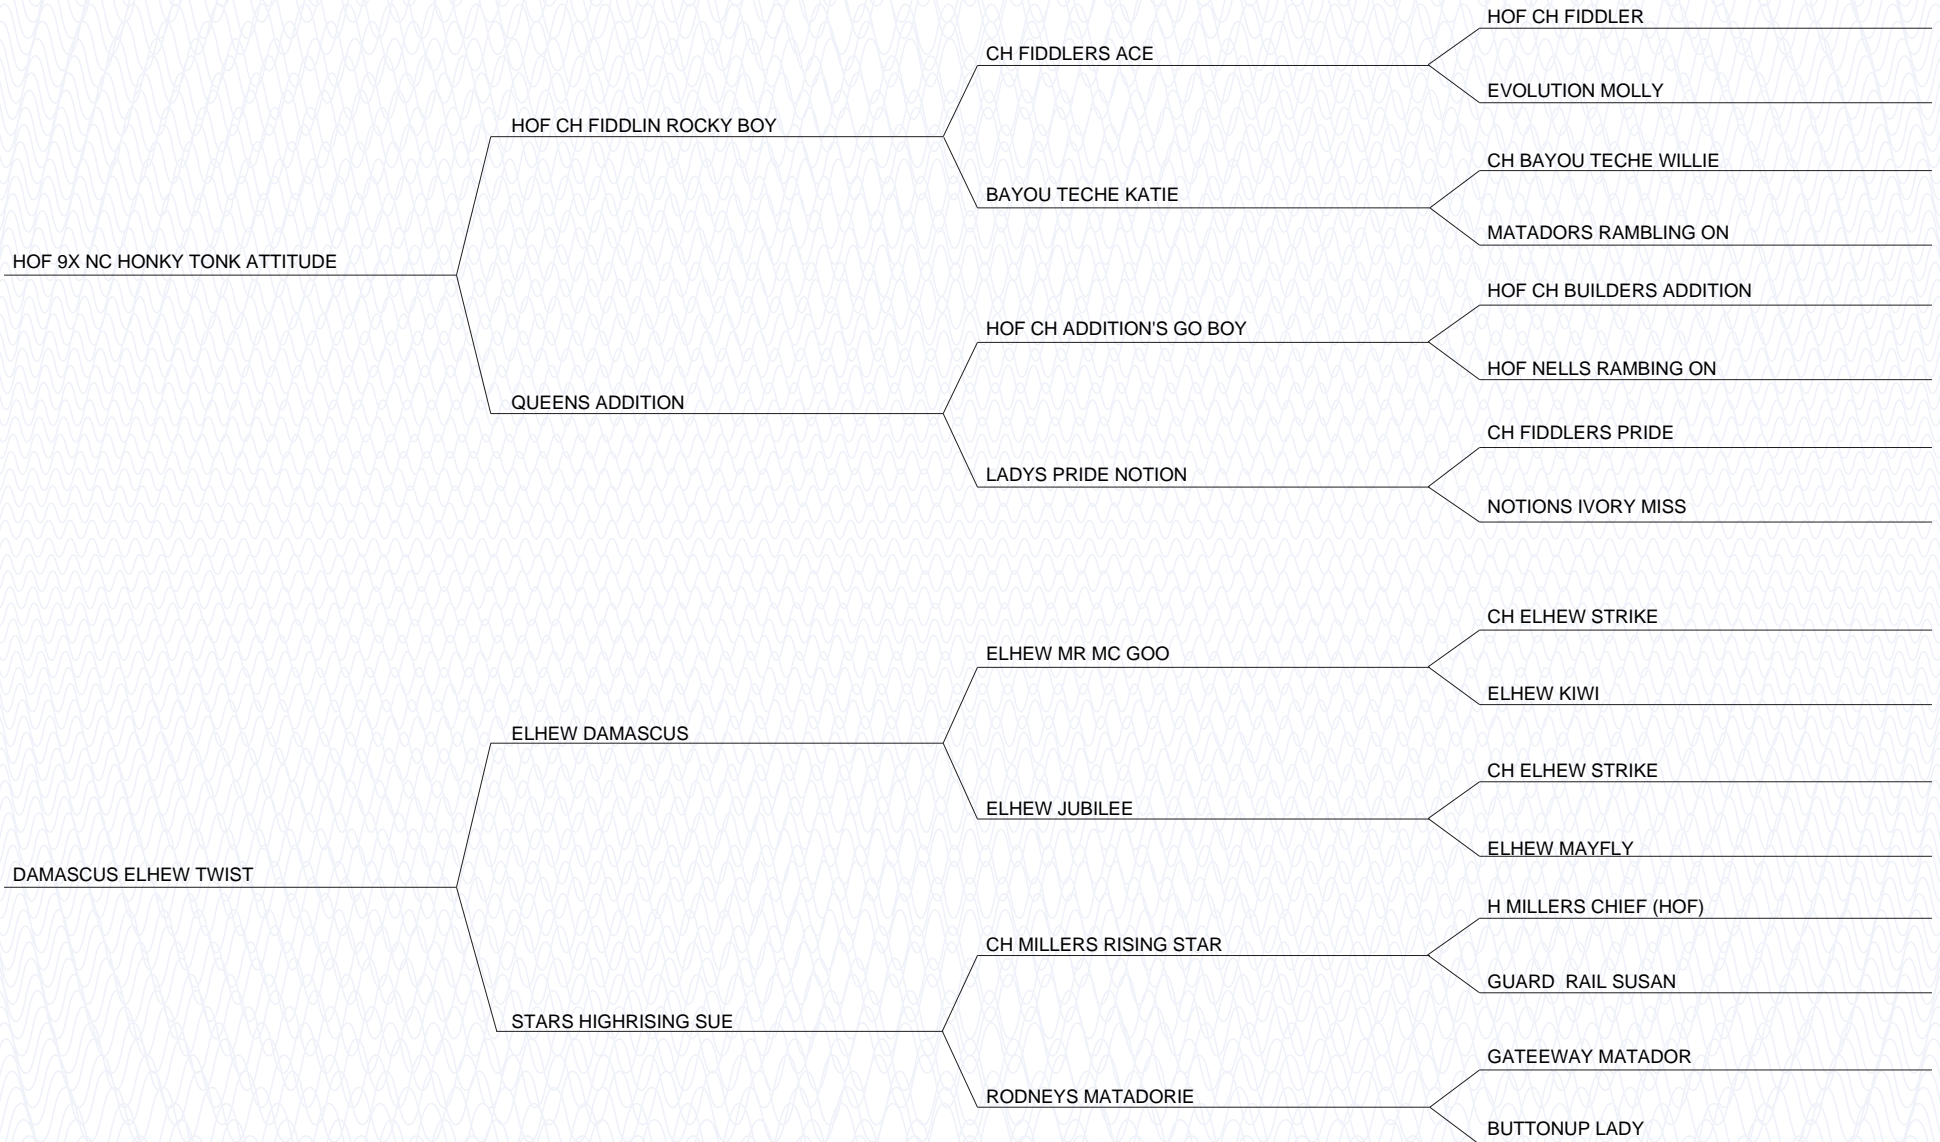 HOF CH FIDDLER
CH FIDDLERS ACE
EVOLUTION MOLLY
HOF CH FIDDLIN ROCKY BOY
CH BAYOU TECHE WILLIE
BAYOU TECHE KATIE
MATADORS RAMBLING ON
HOF 9X NC HONKY TONK ATTITUDE
HOF CH BUILDERS ADDITION
HOF CH ADDITION'S GO BOY
HOF NELLS RAMBING ON
QUEENS ADDITION
CH FIDDLERS PRIDE
LADYS PRIDE NOTION
NOTIONS IVORY MISS
CH ELHEW STRIKE
ELHEW MR MC GOO
ELHEW KIWI
ELHEW DAMASCUS
CH ELHEW STRIKE
ELHEW JUBILEE
ELHEW MAYFLY
DAMASCUS ELHEW TWIST
H MILLERS CHIEF (HOF)
CH MILLERS RISING STAR
GUARD  RAIL SUSAN
STARS HIGHRISING SUE
GATEEWAY MATADOR
RODNEYS MATADORIE
BUTTONUP LADY